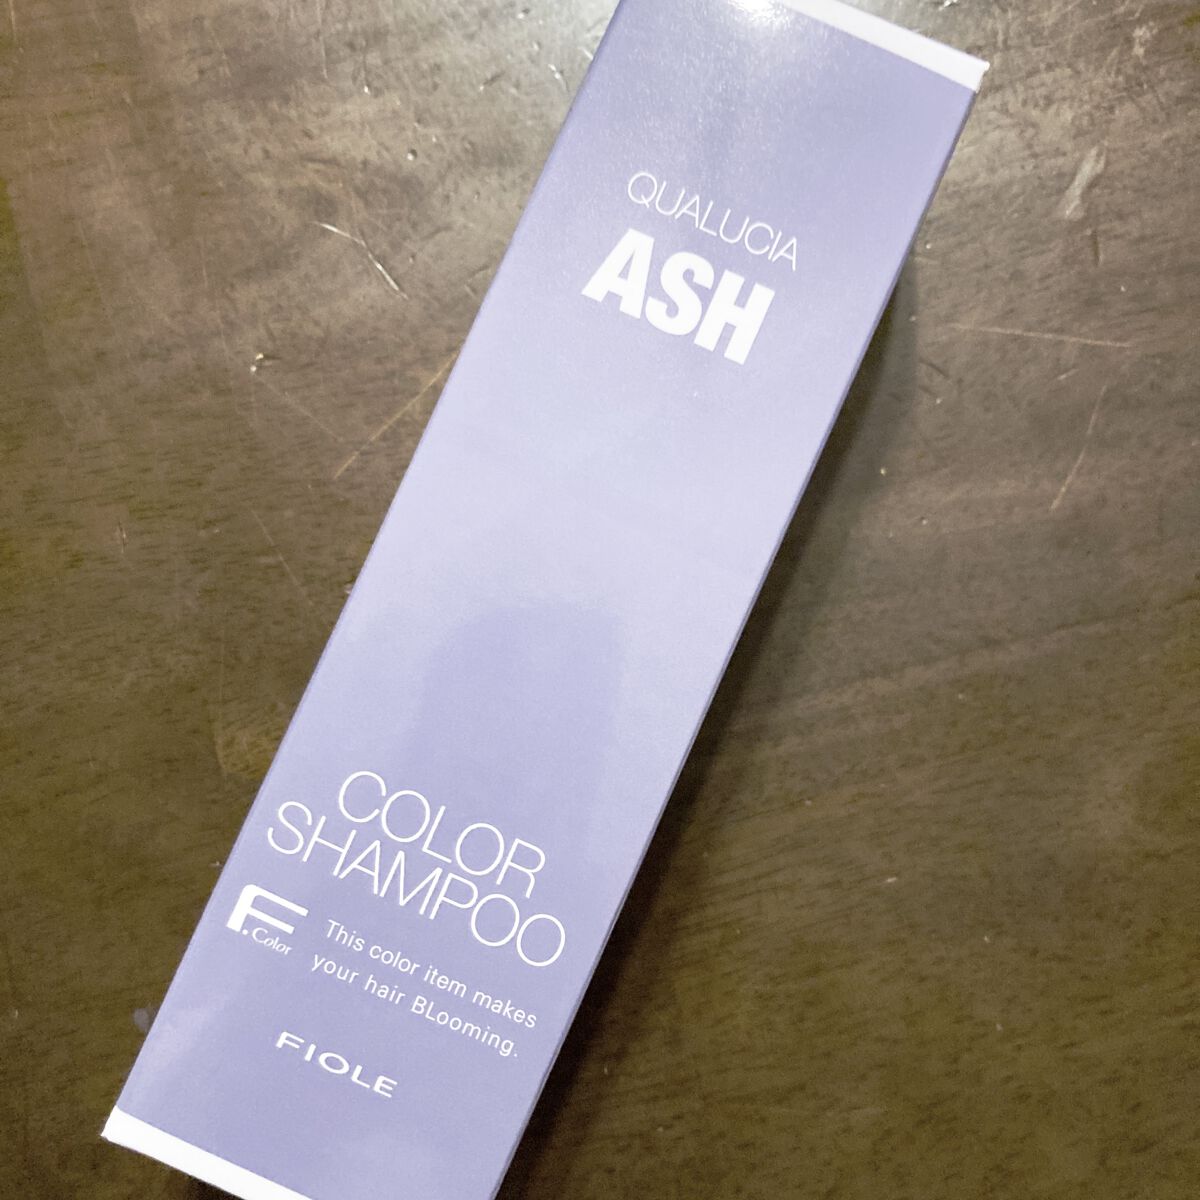 QUALUCIA
ASH
COLOR
SHAMPOO
F.
Color
This color item makes
your hair BLooming.
FIOLE